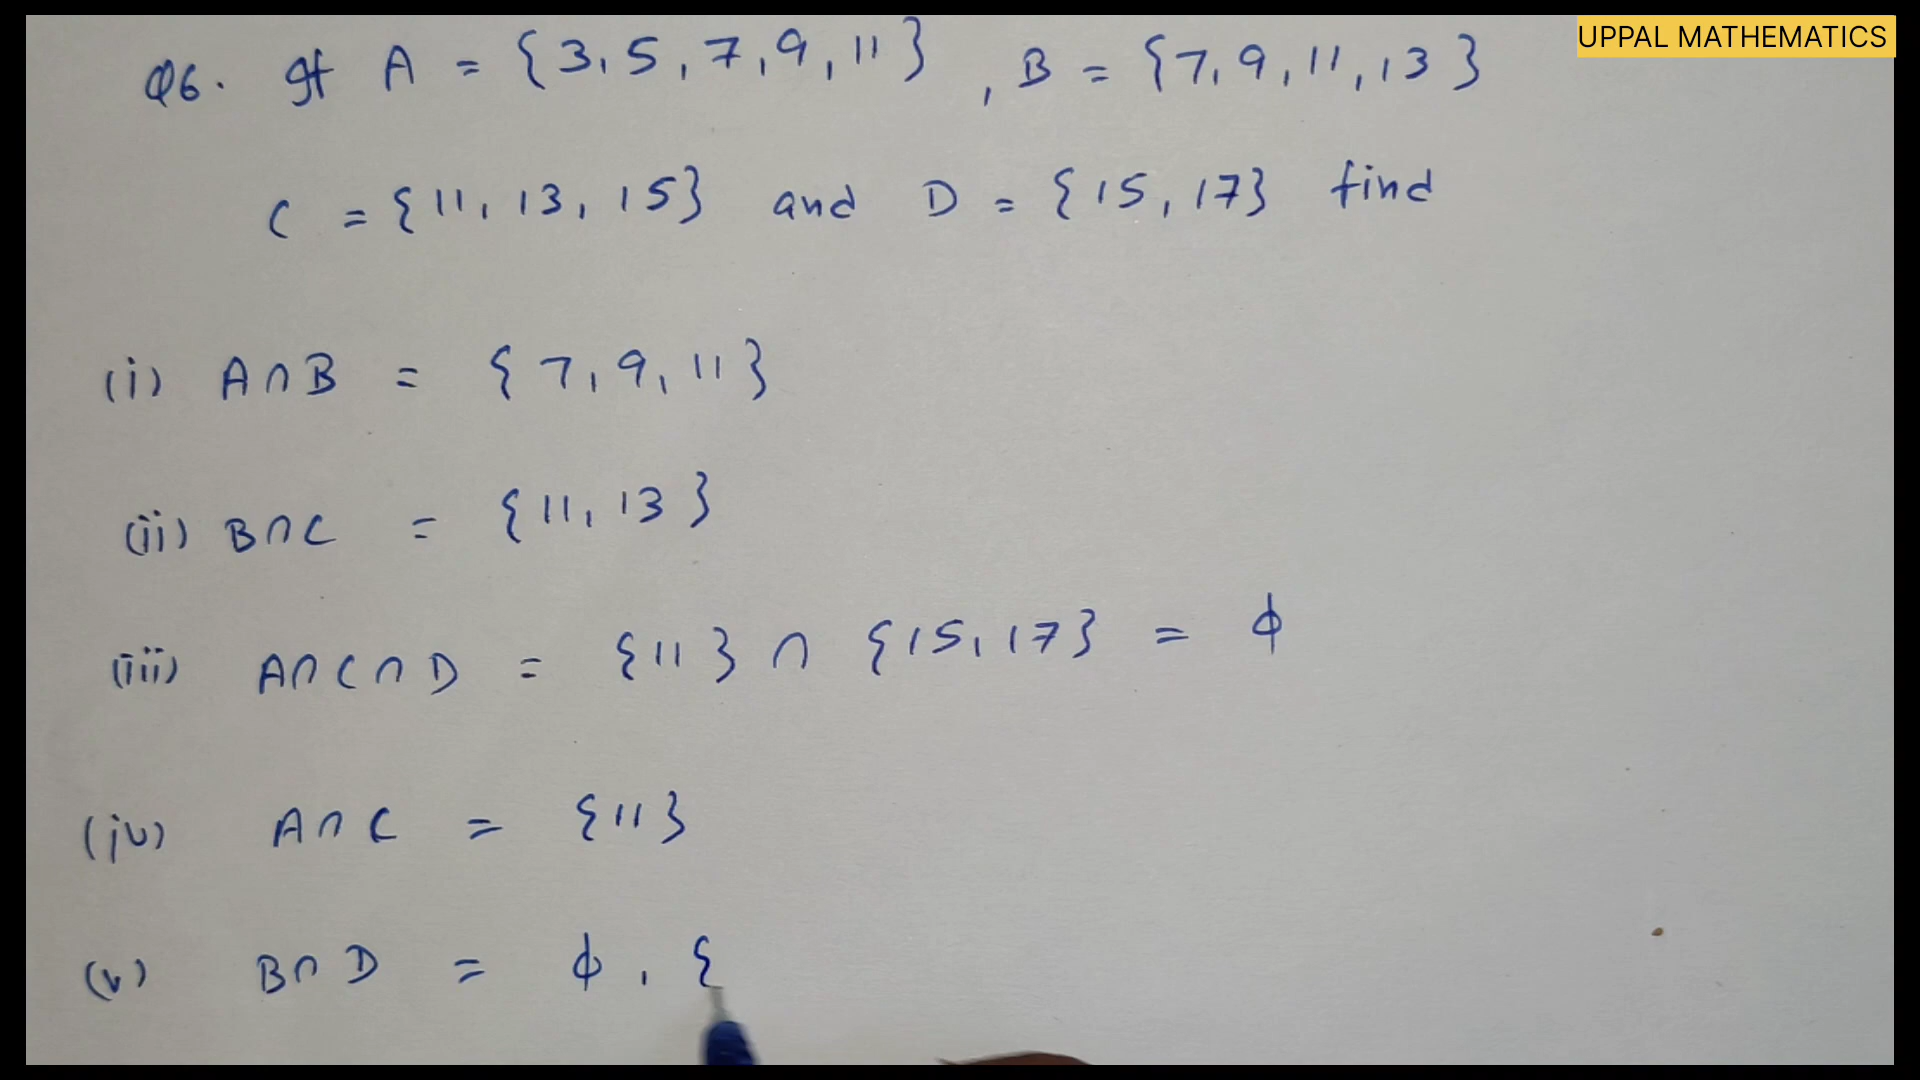 UPPAL MATHEMATICS
Q6. If A = {3, 5, 7, 9, 11} , B = {7, 9, 11, 13}
C = {11, 13, 15} and D = {15, 17} find
(i) A∩B = {7, 9, 11}
(ii) B∩C = {11, 13}
(iii) A∩C∩D = {11} ∩ {15, 17} = ϕ
(iv) A∩C = {11}
(v) B∩D = ϕ , {